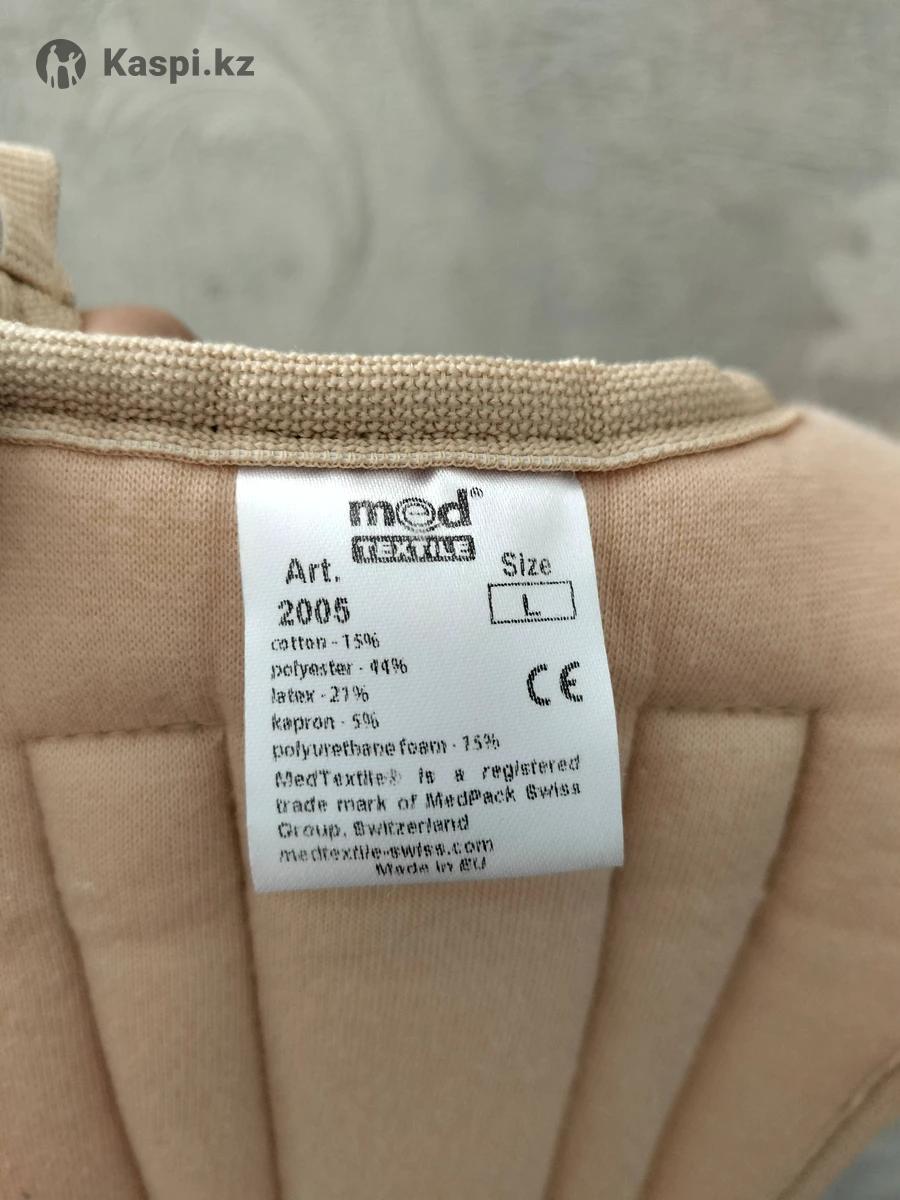 Kaspi.kz
med®
TEXTILE
Art. Size
2005 L
cotton - 15%
polyester - 44%
latex - 21%
CE
kapron - 5%
polyurethane foam - 15%
MedTextile® is a registered
trade mark of MedPack Swiss
Group, Switzerland
medtextile-swiss.com
Made in EU